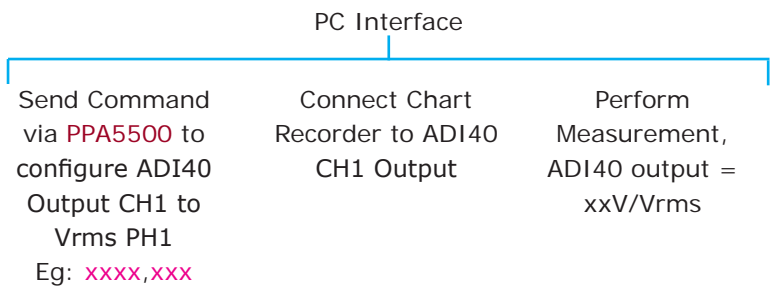 PC Interface
Send Command
via PPA5500 to
configure ADI40
Output CH1 to
Vrms PH1
Eg: xxxx,xxx
Connect Chart
Recorder to ADI40
CH1 Output
Perform
Measurement,
ADI40 output =
xxV/Vrms